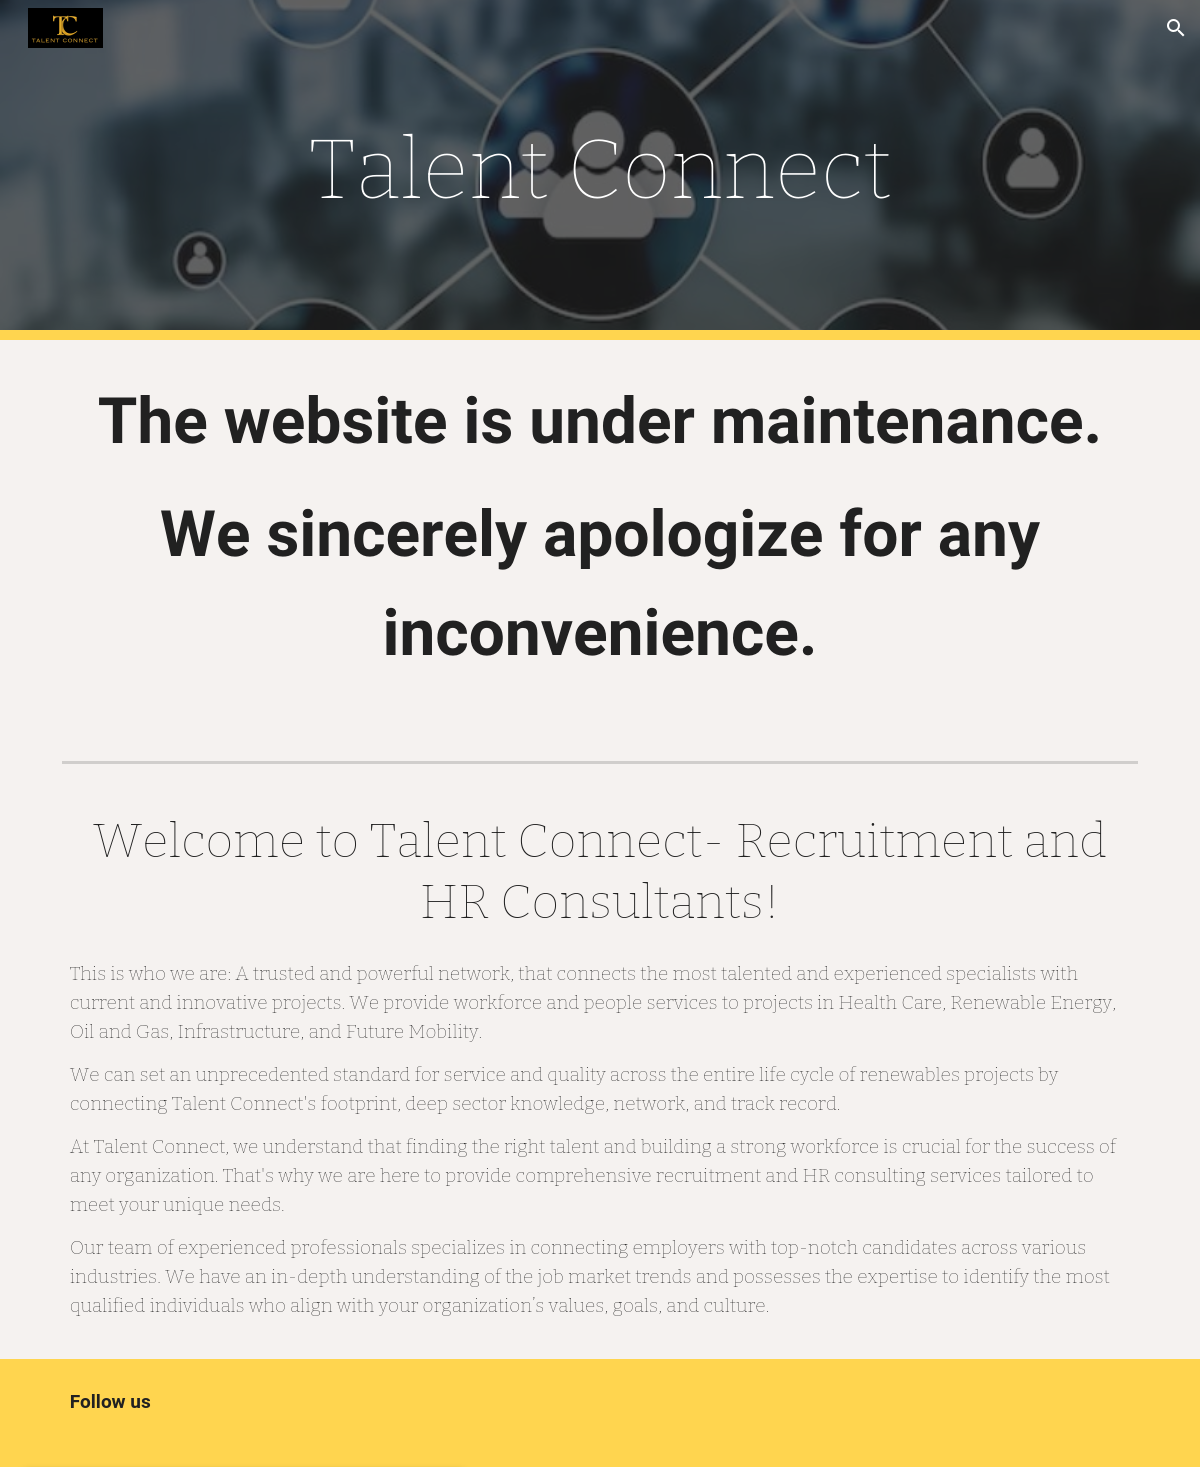 TC
TALENT CONNECT
Talent Connect
The website is under maintenance.
We sincerely apologize for any
inconvenience.
Welcome to Talent Connect- Recruitment and
HR Consultants!
This is who we are: A trusted and powerful network, that connects the most talented and experienced specialists with
current and innovative projects. We provide workforce and people services to projects in Health Care, Renewable Energy,
Oil and Gas, Infrastructure, and Future Mobility.
We can set an unprecedented standard for service and quality across the entire life cycle of renewables projects by
connecting Talent Connect's footprint, deep sector knowledge, network, and track record.
At Talent Connect, we understand that finding the right talent and building a strong workforce is crucial for the success of
any organization. That's why we are here to provide comprehensive recruitment and HR consulting services tailored to
meet your unique needs.
Our team of experienced professionals specializes in connecting employers with top-notch candidates across various
industries. We have an in-depth understanding of the job market trends and possesses the expertise to identify the most
qualified individuals who align with your organization's values, goals, and culture.
Follow us